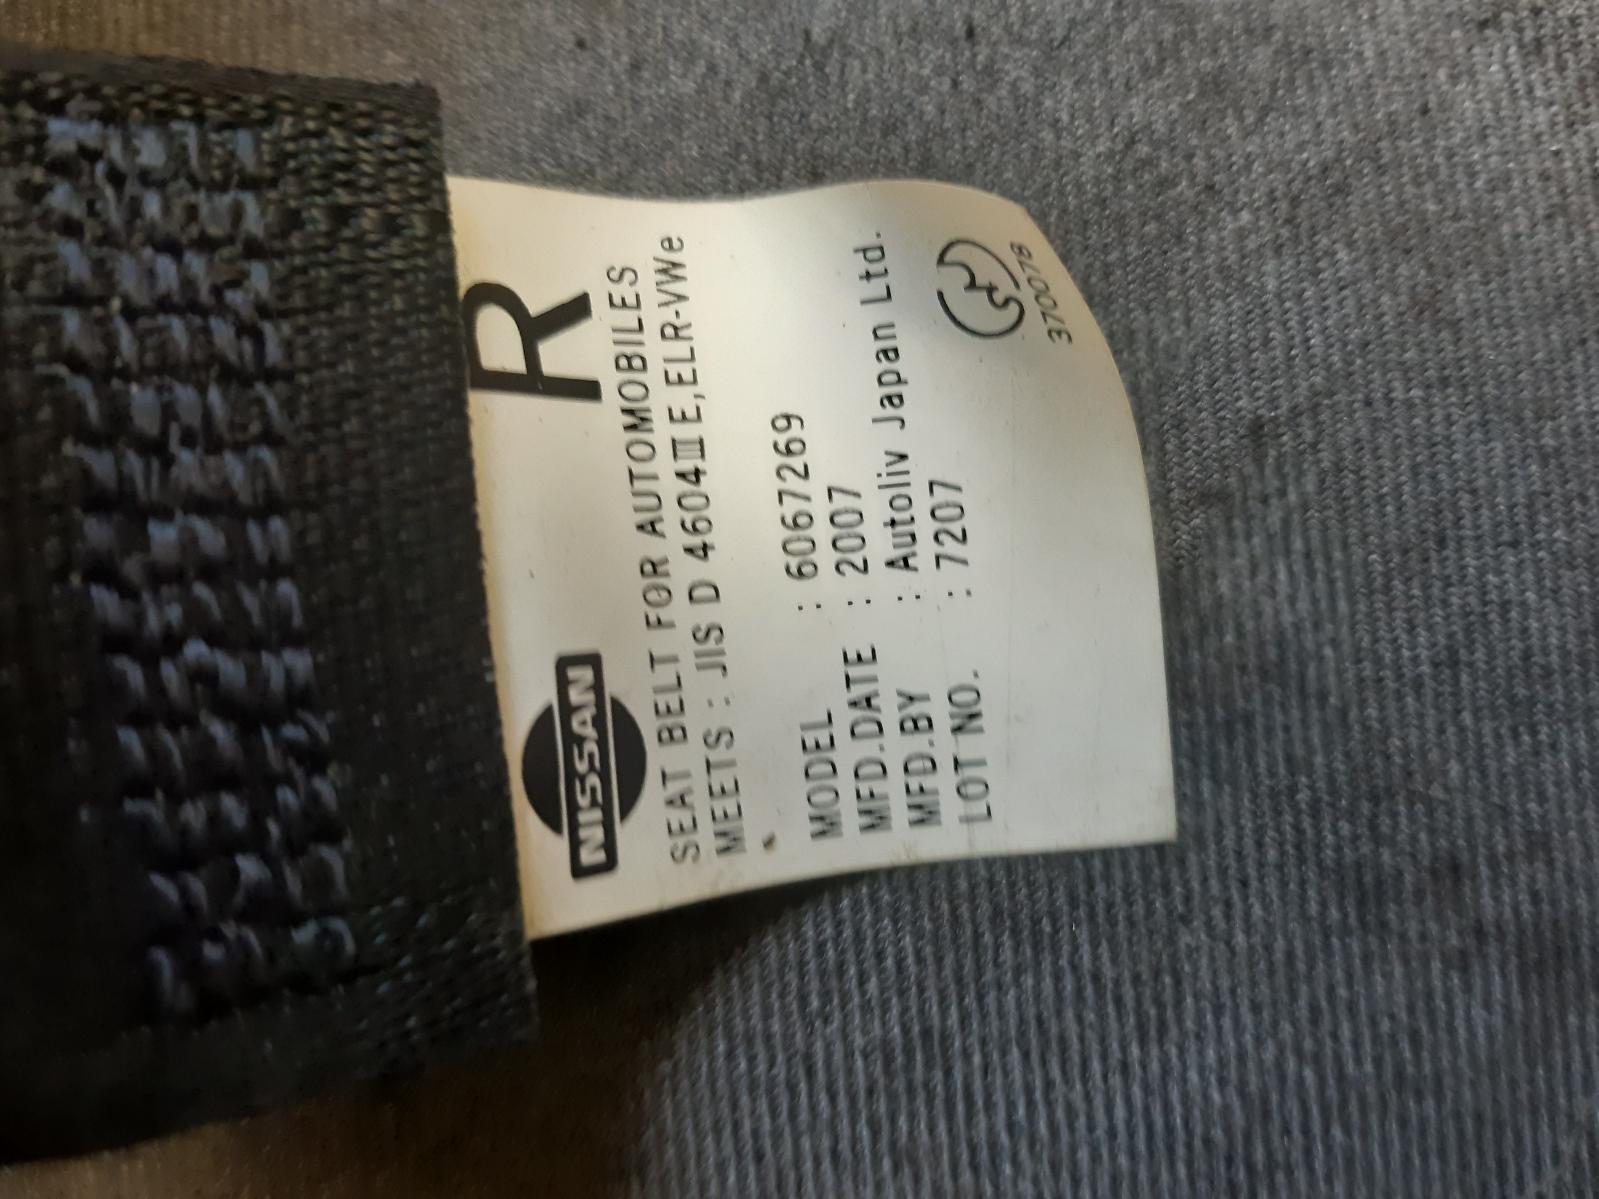 NISSAN R
SEAT BELT FOR AUTOMOBILES
MEETS : JIS D 4604Ⅲ E,ELR-VWe
MODEL : 6067269
MFD.DATE : 2007
MFD.BY : Autoliv Japan Ltd.
LOT NO. : 7207
3700078